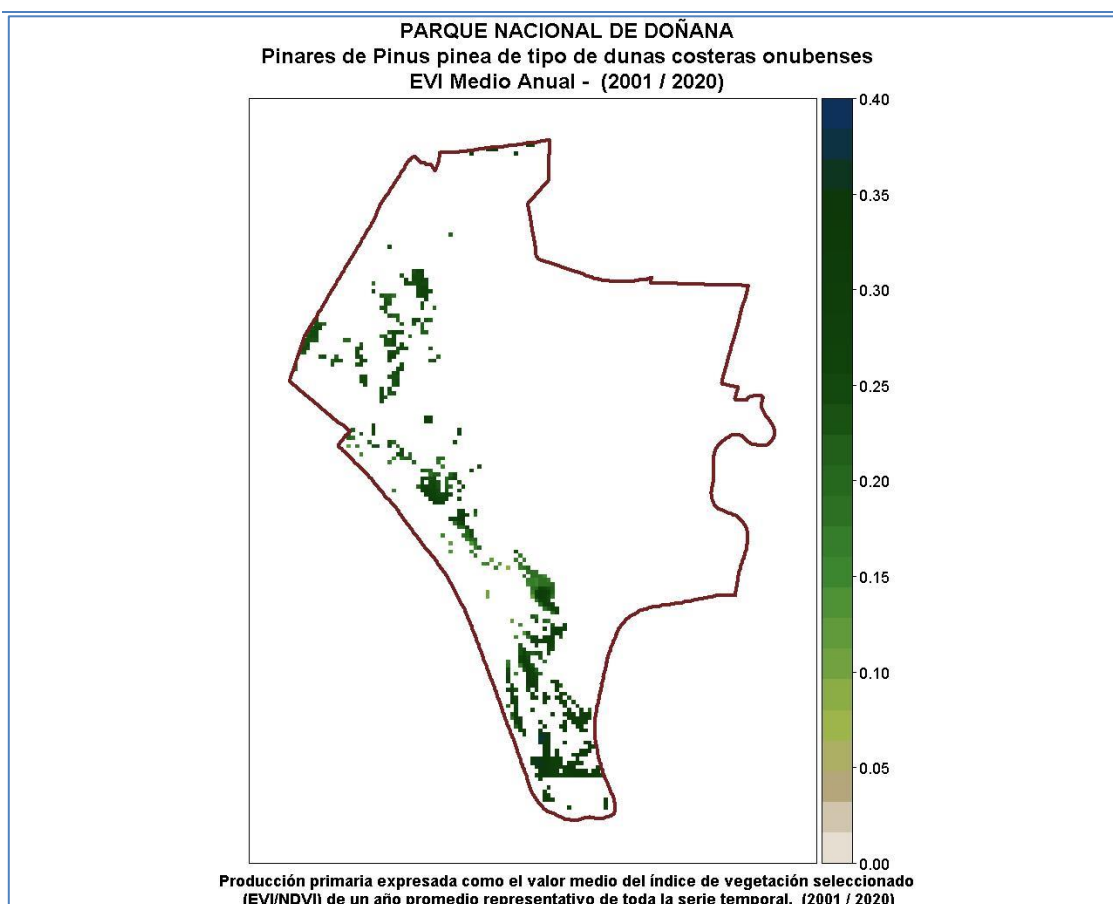 PARQUE NACIONAL DE DOÑANA
Pinares de Pinus pinea de tipo de dunas costeras onubenses
EVI Medio Anual - (2001 / 2020)
0.40
0.35
0.30
0.25
0.20
0.15
0.10
0.05
0.00
Producción primaria expresada como el valor medio del índice de vegetación seleccionado
(EVI/NDVI) de un año promedio representativo de toda la serie temporal. (2001 / 2020)